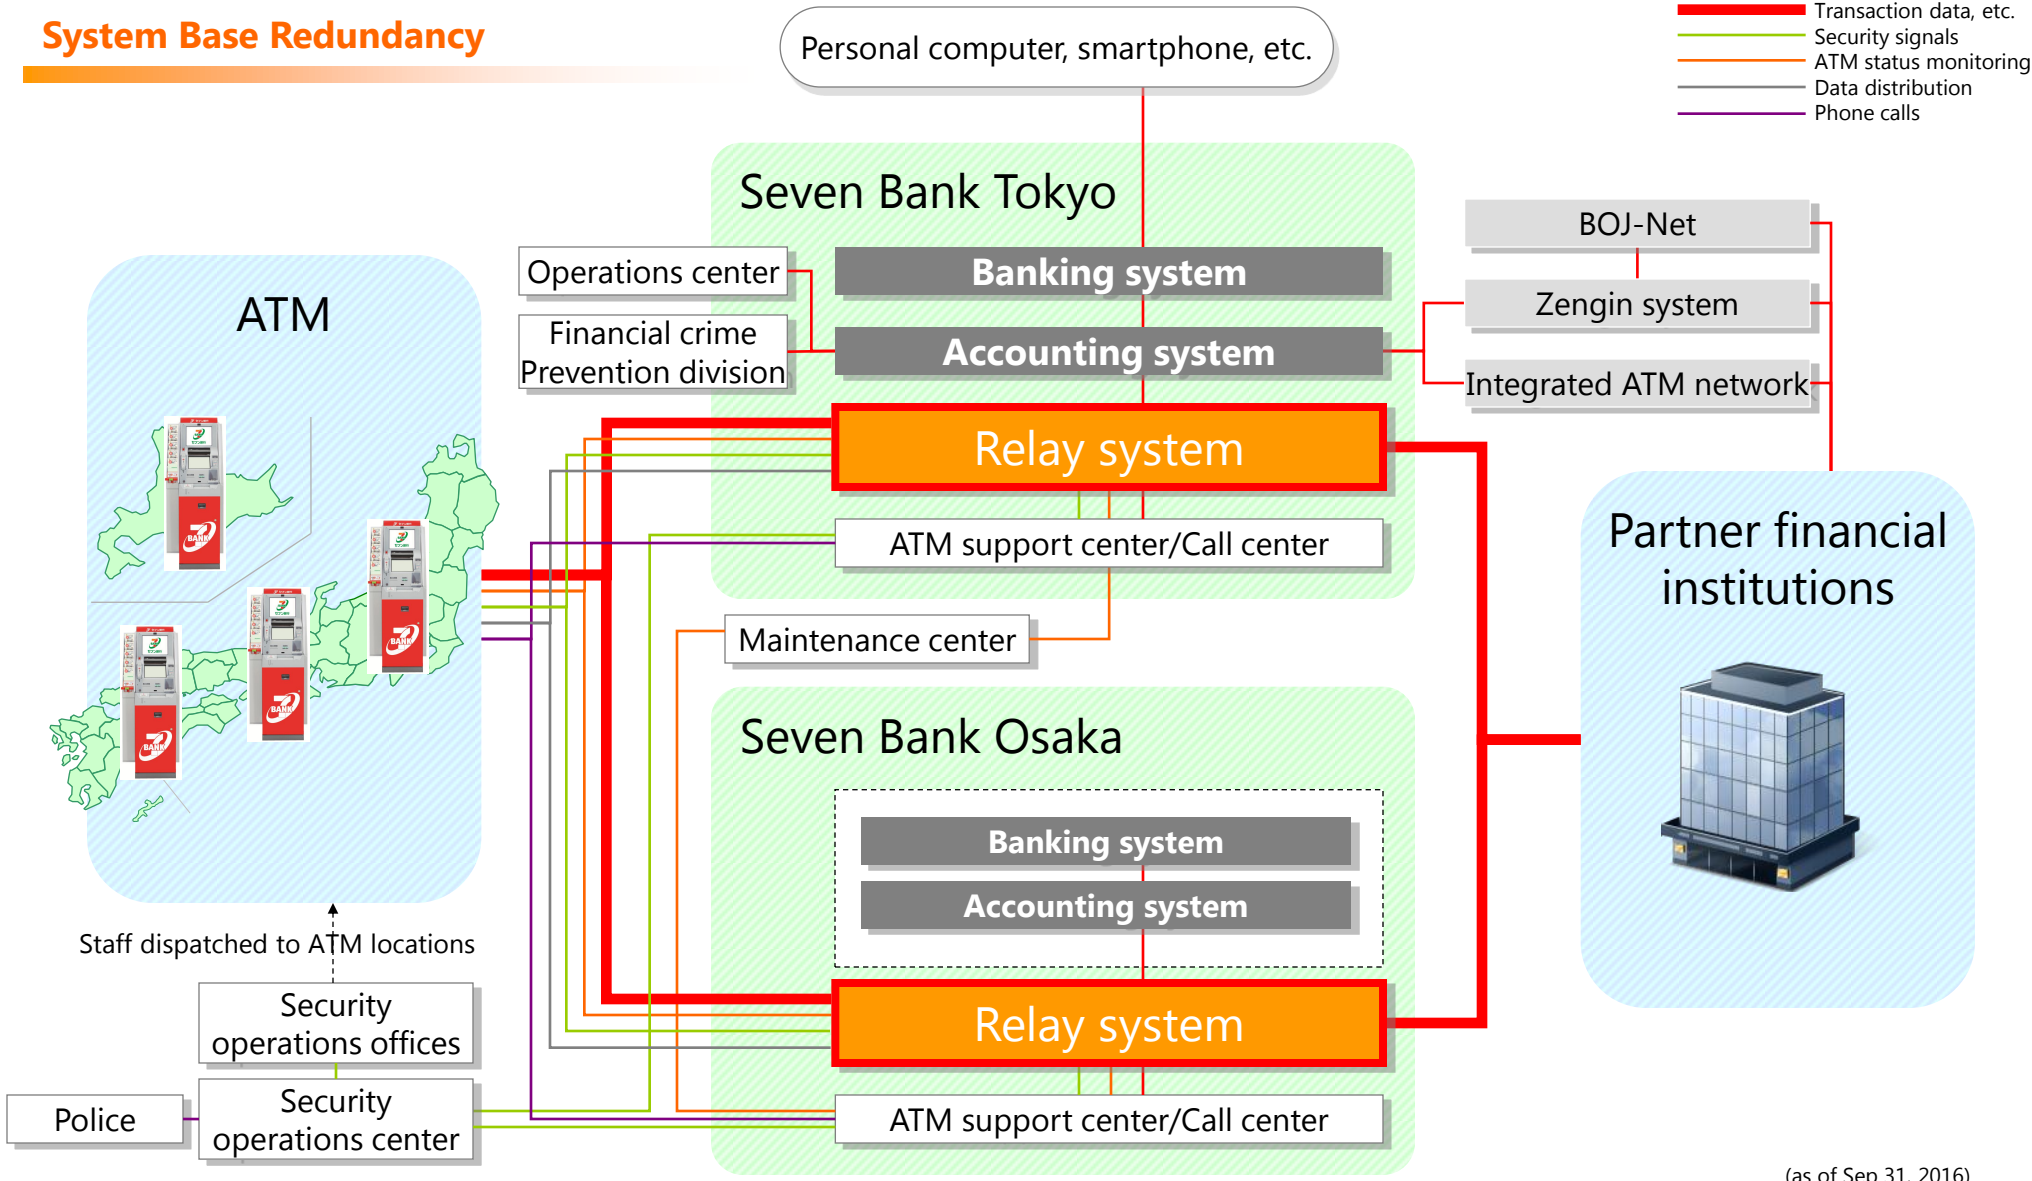 System Base Redundancy
Personal computer, smartphone, etc.
Transaction data, etc.
Security signals
ATM status monitoring
Data distribution
Phone calls
Seven Bank Tokyo
Banking system
Accounting system
Relay system
ATM support center/Call center
Operations center
Financial crime
Prevention division
BOJ-Net
Zengin system
Integrated ATM network
ATM
BANK
BANK
BANK
BANK
Partner financial
institutions
Maintenance center
Seven Bank Osaka
Banking system
Accounting system
Relay system
ATM support center/Call center
Staff dispatched to ATM locations
Security
operations offices
Security
operations center
Police
(as of Sep 31, 2016)